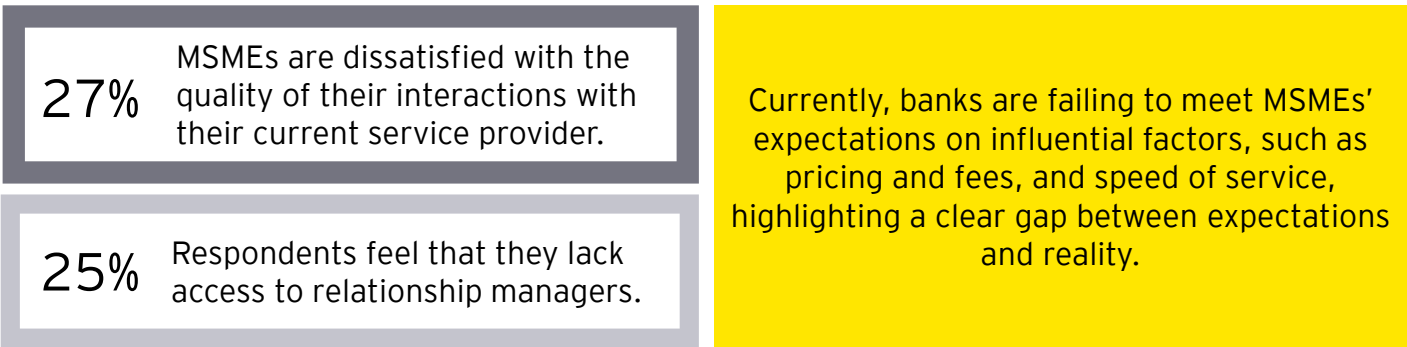 27%
MSMEs are dissatisfied with the
quality of their interactions with
their current service provider.
25%
Respondents feel that they lack
access to relationship managers.
Currently, banks are failing to meet MSMEs’
expectations on influential factors, such as
pricing and fees, and speed of service,
highlighting a clear gap between expectations
and reality.